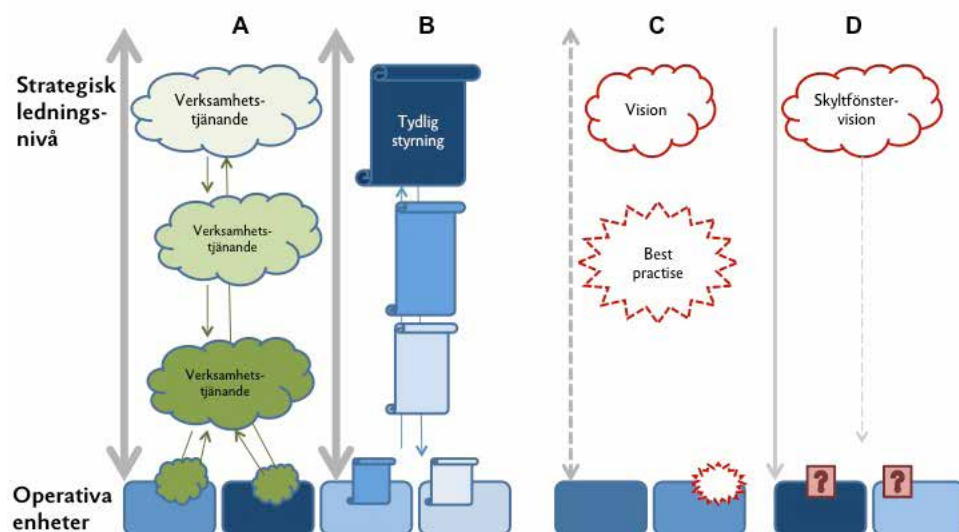 A
B
C
D
Strategisk
lednings-
nivå
Verksamhets-
tjänande
Tydlig
styrning
Vision
Skyltfönster-
vision
Verksamhets-
tjänande
Best
practise
Verksamhets-
tjänande
Operativa
enheter
?
?